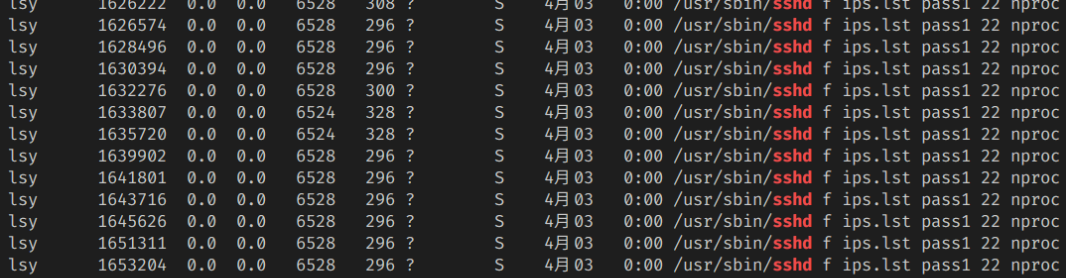 lsy 1626222 0.0 0.0 6528 308 ? S 4月03 0:00 /usr/sbin/sshd f ips.lst pass1 22 nproc
lsy 1626574 0.0 0.0 6528 296 ? S 4月03 0:00 /usr/sbin/sshd f ips.lst pass1 22 nproc
lsy 1628496 0.0 0.0 6528 296 ? S 4月03 0:00 /usr/sbin/sshd f ips.lst pass1 22 nproc
lsy 1630394 0.0 0.0 6528 296 ? S 4月03 0:00 /usr/sbin/sshd f ips.lst pass1 22 nproc
lsy 1632276 0.0 0.0 6528 300 ? S 4月03 0:00 /usr/sbin/sshd f ips.lst pass1 22 nproc
lsy 1633807 0.0 0.0 6524 328 ? S 4月03 0:00 /usr/sbin/sshd f ips.lst pass1 22 nproc
lsy 1635720 0.0 0.0 6524 328 ? S 4月03 0:00 /usr/sbin/sshd f ips.lst pass1 22 nproc
lsy 1639902 0.0 0.0 6528 296 ? S 4月03 0:00 /usr/sbin/sshd f ips.lst pass1 22 nproc
lsy 1641801 0.0 0.0 6528 296 ? S 4月03 0:00 /usr/sbin/sshd f ips.lst pass1 22 nproc
lsy 1643716 0.0 0.0 6528 296 ? S 4月03 0:00 /usr/sbin/sshd f ips.lst pass1 22 nproc
lsy 1645626 0.0 0.0 6528 296 ? S 4月03 0:00 /usr/sbin/sshd f ips.lst pass1 22 nproc
lsy 1651311 0.0 0.0 6528 296 ? S 4月03 0:00 /usr/sbin/sshd f ips.lst pass1 22 nproc
lsy 1653204 0.0 0.0 6528 296 ? S 4月03 0:00 /usr/sbin/sshd f ips.lst pass1 22 nproc